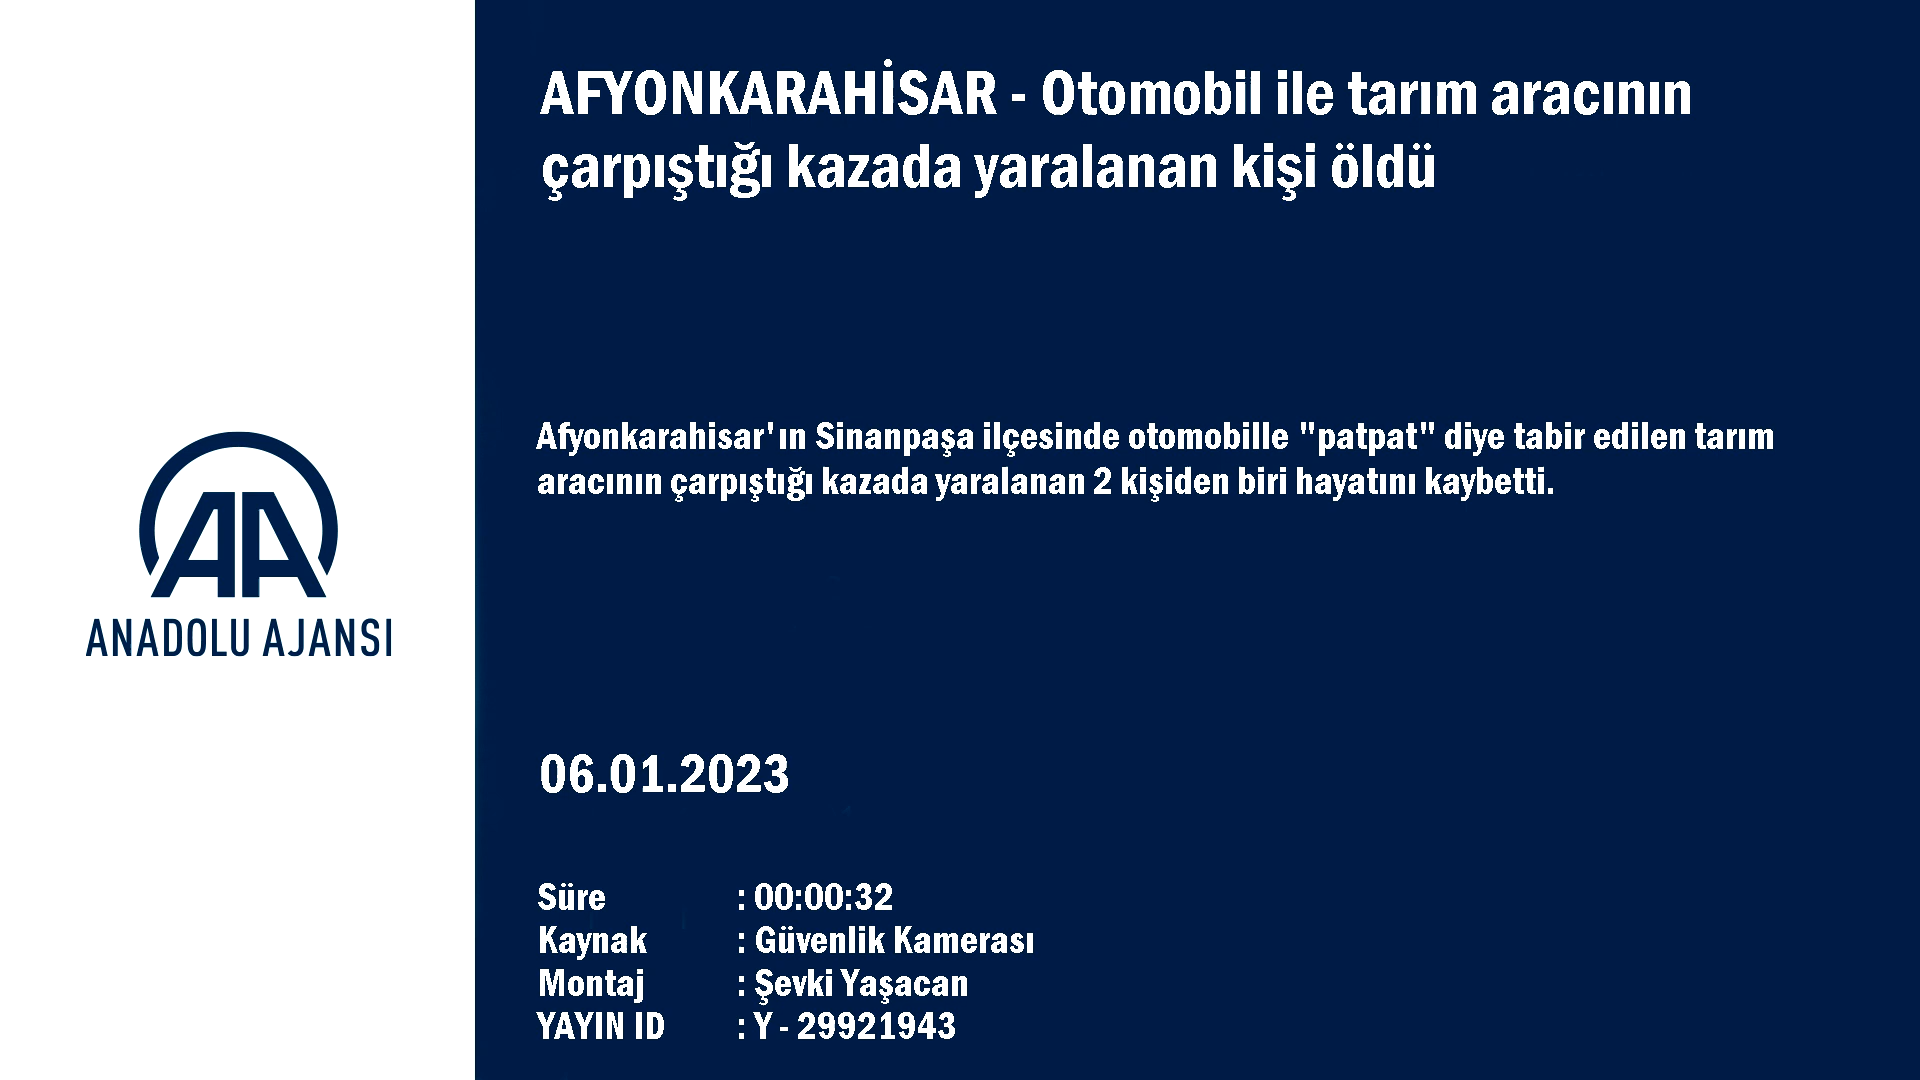 AFYONKARAHİSAR - Otomobil ile tarım aracının
çarpıştığı kazada yaralanan kişi öldü
Afyonkarahisar'ın Sinanpaşa ilçesinde otomobille "patpat" diye tabir edilen tarım
aracının çarpıştığı kazada yaralanan 2 kişiden biri hayatını kaybetti.
AA
ANADOLU AJANSI
06.01.2023
Süre : 00:00:32
Kaynak : Güvenlik Kamerası
Montaj : Şevki Yaşacan
YAYIN ID : Y - 29921943